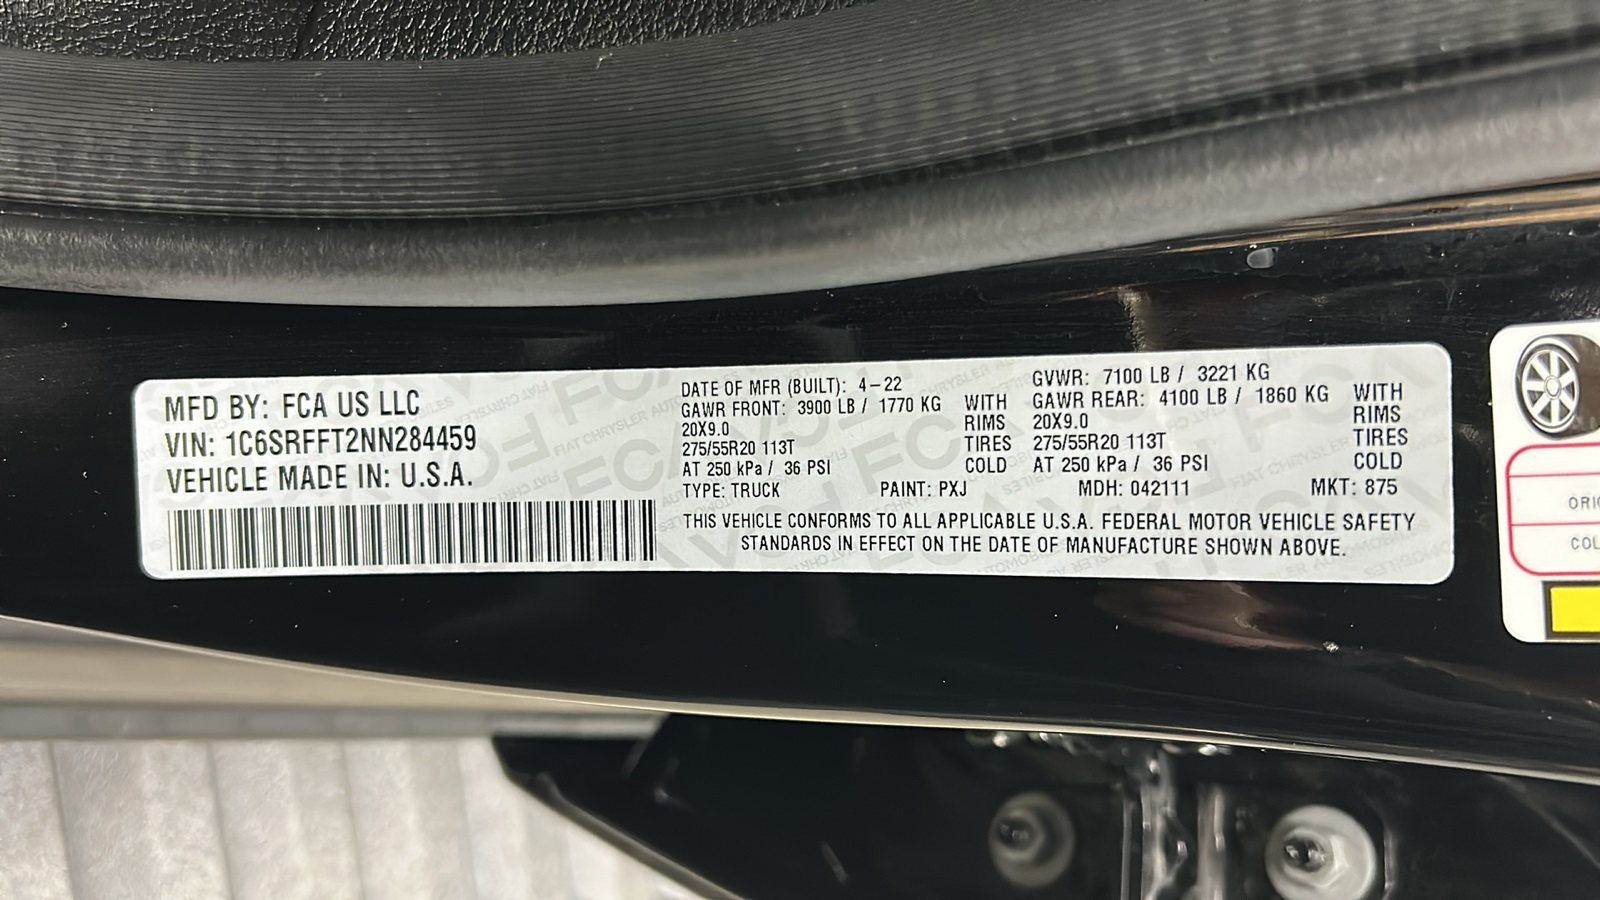 MFD BY: FCA US LLC
VIN: 1C6SRFFT2NN284459
VEHICLE MADE IN: U.S.A.
DATE OF MFR (BUILT): 4-22
GAWR FRONT: 3900 LB / 1770 KG WITH
20X9.0 RIMS
275/55R20 113T TIRES
AT 250 kPa / 36 PSI COLD
GVWR: 7100 LB / 3221 KG
GAWR REAR: 4100 LB / 1860 KG WITH
20X9.0 RIMS
275/55R20 113T TIRES
AT 250 kPa / 36 PSI COLD
TYPE: TRUCK PAINT: PXJ MDH: 042111 MKT: 875
THIS VEHICLE CONFORMS TO ALL APPLICABLE U.S.A. FEDERAL MOTOR VEHICLE SAFETY
STANDARDS IN EFFECT ON THE DATE OF MANUFACTURE SHOWN ABOVE.